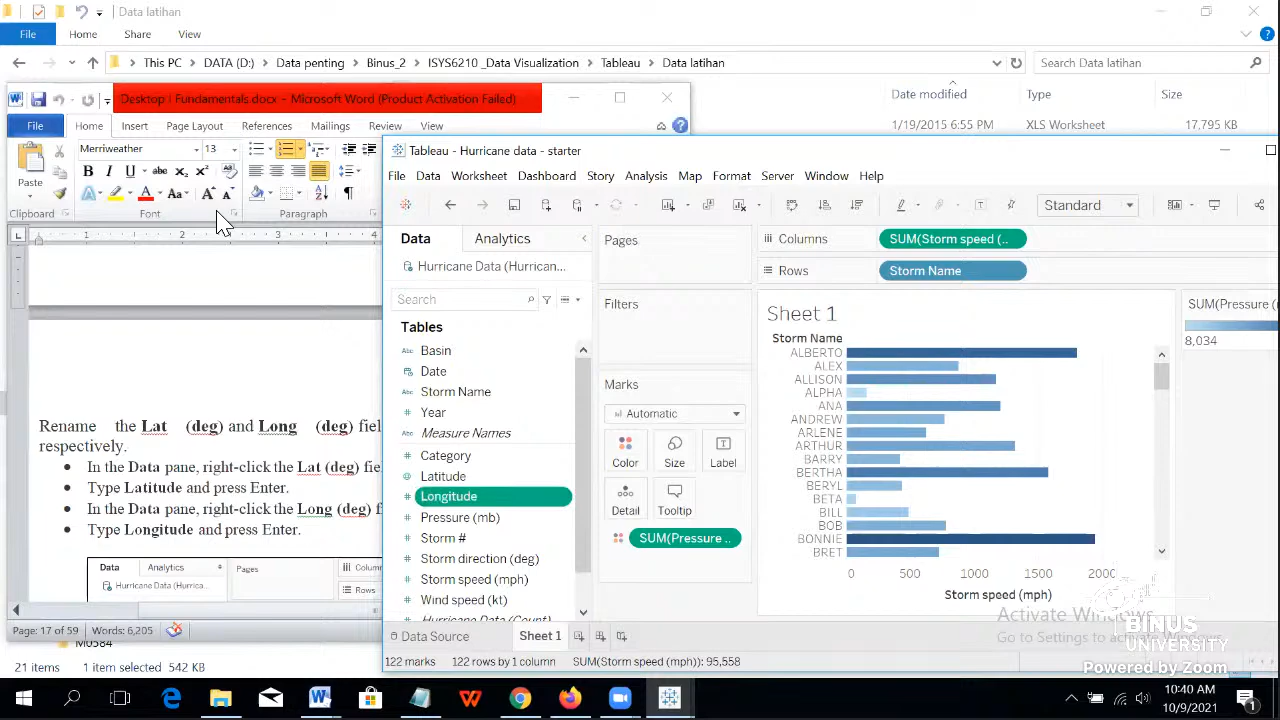 Data latihan
File
Home
Share
View
This PC
DATA (D:)
Data penting
Binus_2
ISYS6210 _Data Visualization
Tableau
Data latihan
Search Data latihan
Date modified
Type
Size
1/19/2015 6:55 PM
XLS Worksheet
17.795 KB
Desktop I Fundamentals.docx - Microsoft Word (Product Activation Failed)
File
Home
Insert
Page Layout
References
Mailings
Review
View
Merriweather
13
Paste
Clipboard
Font
Paragraph
Rename the Lat (deg) and Long (deg) fiel
respectively.
In the Data pane, right-click the Lat (deg) fiel
Type Latitude and press Enter.
In the Data pane, right-click the Long (deg) f
Type Longitude and press Enter.
Data
Analytics
Pages
Colum
Hurricane Data (Hurrica...
Rows
Page: 17 of 59
Words: 6,205
M0584
21 items
1 item selected 542 KB
Tableau - Hurricane data - starter
File
Data
Worksheet
Dashboard
Story
Analysis
Map
Format
Server
Window
Help
Standard
Data
Analytics
Hurricane Data (Hurrican...
Search
Tables
Abc Basin
Date
Abc Storm Name
# Year
Abc Measure Names
# Category
Latitude
# Longitude
# Pressure (mb)
# Storm #
# Storm direction (deg)
# Storm speed (mph)
# Wind speed (kt)
Hurricane Data (Count)
Pages
Filters
Marks
Automatic
Color
Size
Label
Detail
Tooltip
SUM(Pressure ..
Columns
SUM(Storm speed (..
Rows
Storm Name
Sheet 1
Storm Name
ALBERTO
ALEX
ALLISON
ALPHA
ANA
ANDREW
ARLENE
ARTHUR
BARRY
BERTHA
BERYL
BETA
BILL
BOB
BONNIE
BRET
0
500
1000
1500
2000
Storm speed (mph)
SUM(Pressure (
8,034
Activate Windows
Go to Settings to activate Windows.
BINUS
UNIVERSITY
Powered by Zoom
Data Source
Sheet 1
122 marks
122 rows by 1 column
SUM(Storm speed (mph)): 95,558
10:40 AM
10/9/2021
1